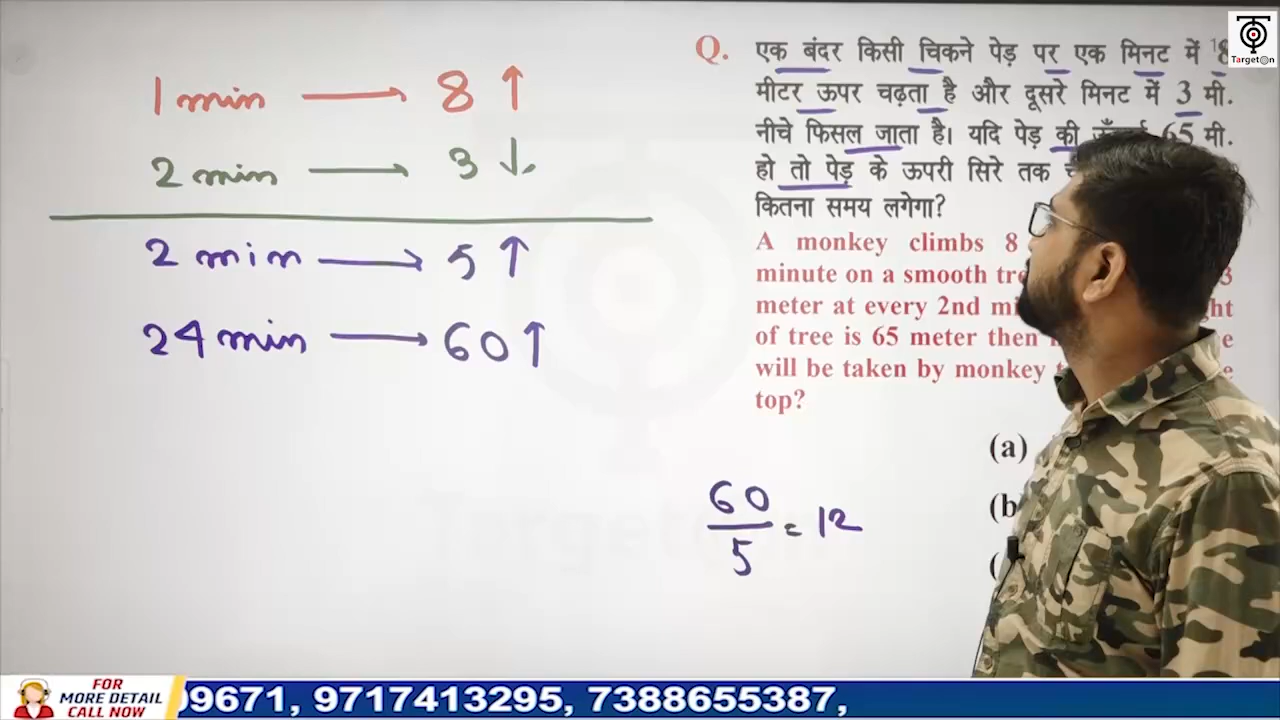 1 min → 8 ↑
2 min → 3 ↓
2 min → 5 ↑
24 min → 60 ↑
Q. एक बंदर किसी चिकने पेड़ पर एक मिनट में 8
मीटर ऊपर चढ़ता है और दूसरे मिनट में 3 मी.
नीचे फिसल जाता है। यदि पेड़ की 65 मी.
हो तो पेड़ के ऊपरी सिरे तक
कितना समय लगेगा?
A monkey climbs 8
minute on a smooth 3
meter at every 2nd
of tree is 65 meter then
will be taken by monkey
top?
(a)
(b
60/5 = 12
TargetOn
FOR
MORE DETAIL
CALL NOW
09671, 9717413295, 7388655387,